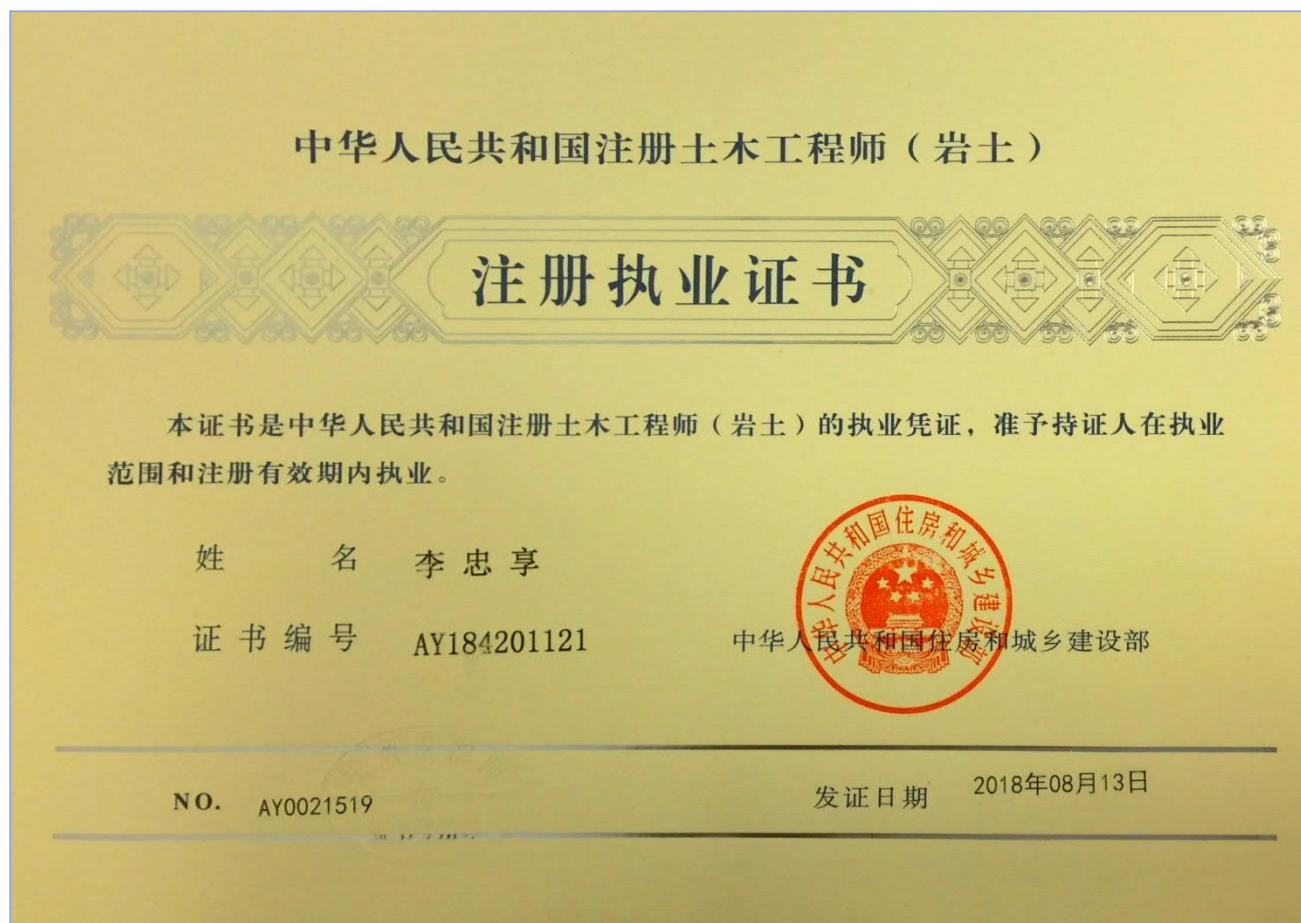 中华人民共和国注册土木工程师（岩土）
注册执业证书
本证书是中华人民共和国注册土木工程师（岩土）的执业凭证，准予持证人在执业
范围和注册有效期内执业。
姓 名 李忠享
证书编号 AY184201121
中华人民共和国住房和城乡建设部
中华人民共和国住房和城乡建设部
NO. AY0021519
发证日期 2018年08月13日